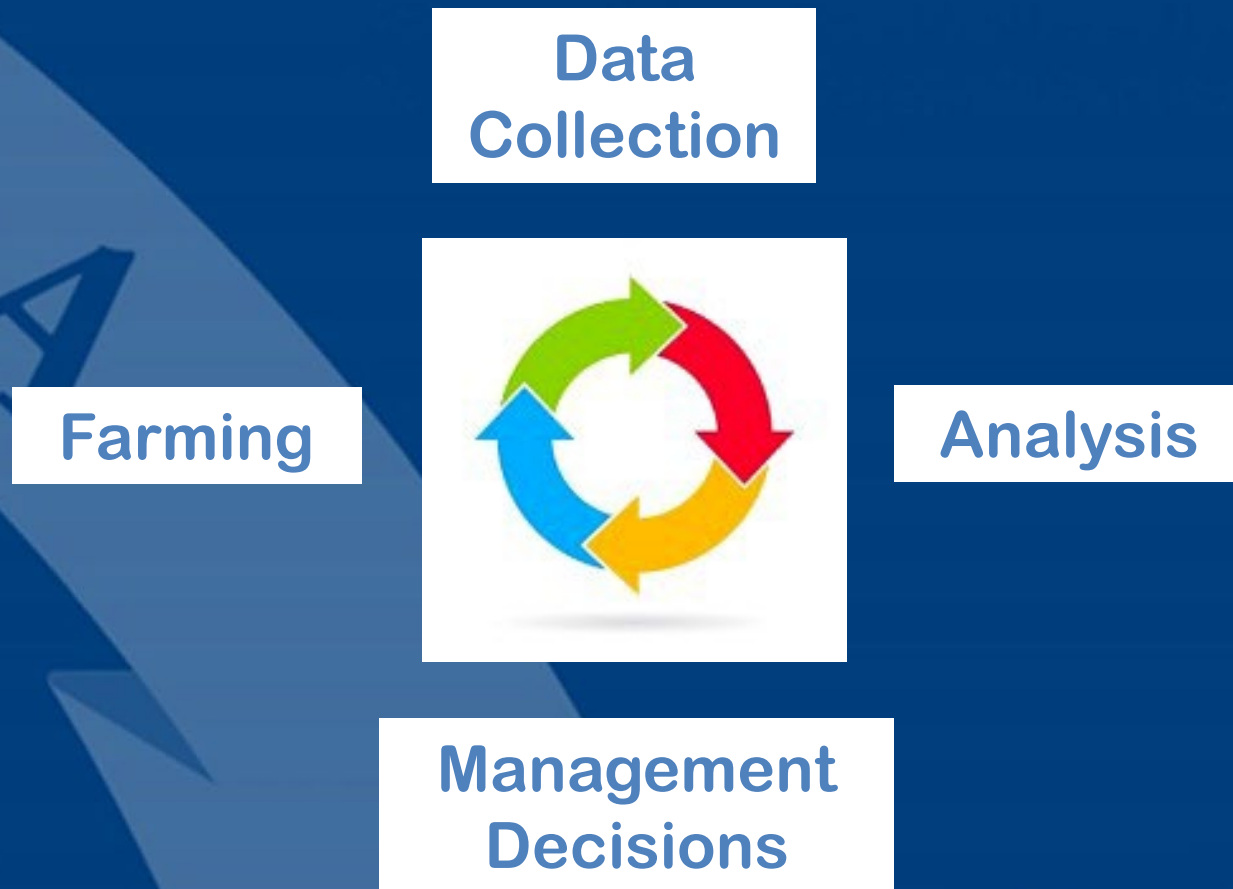 Data
Collection
A
Farming
Analysis
Management
Decisions